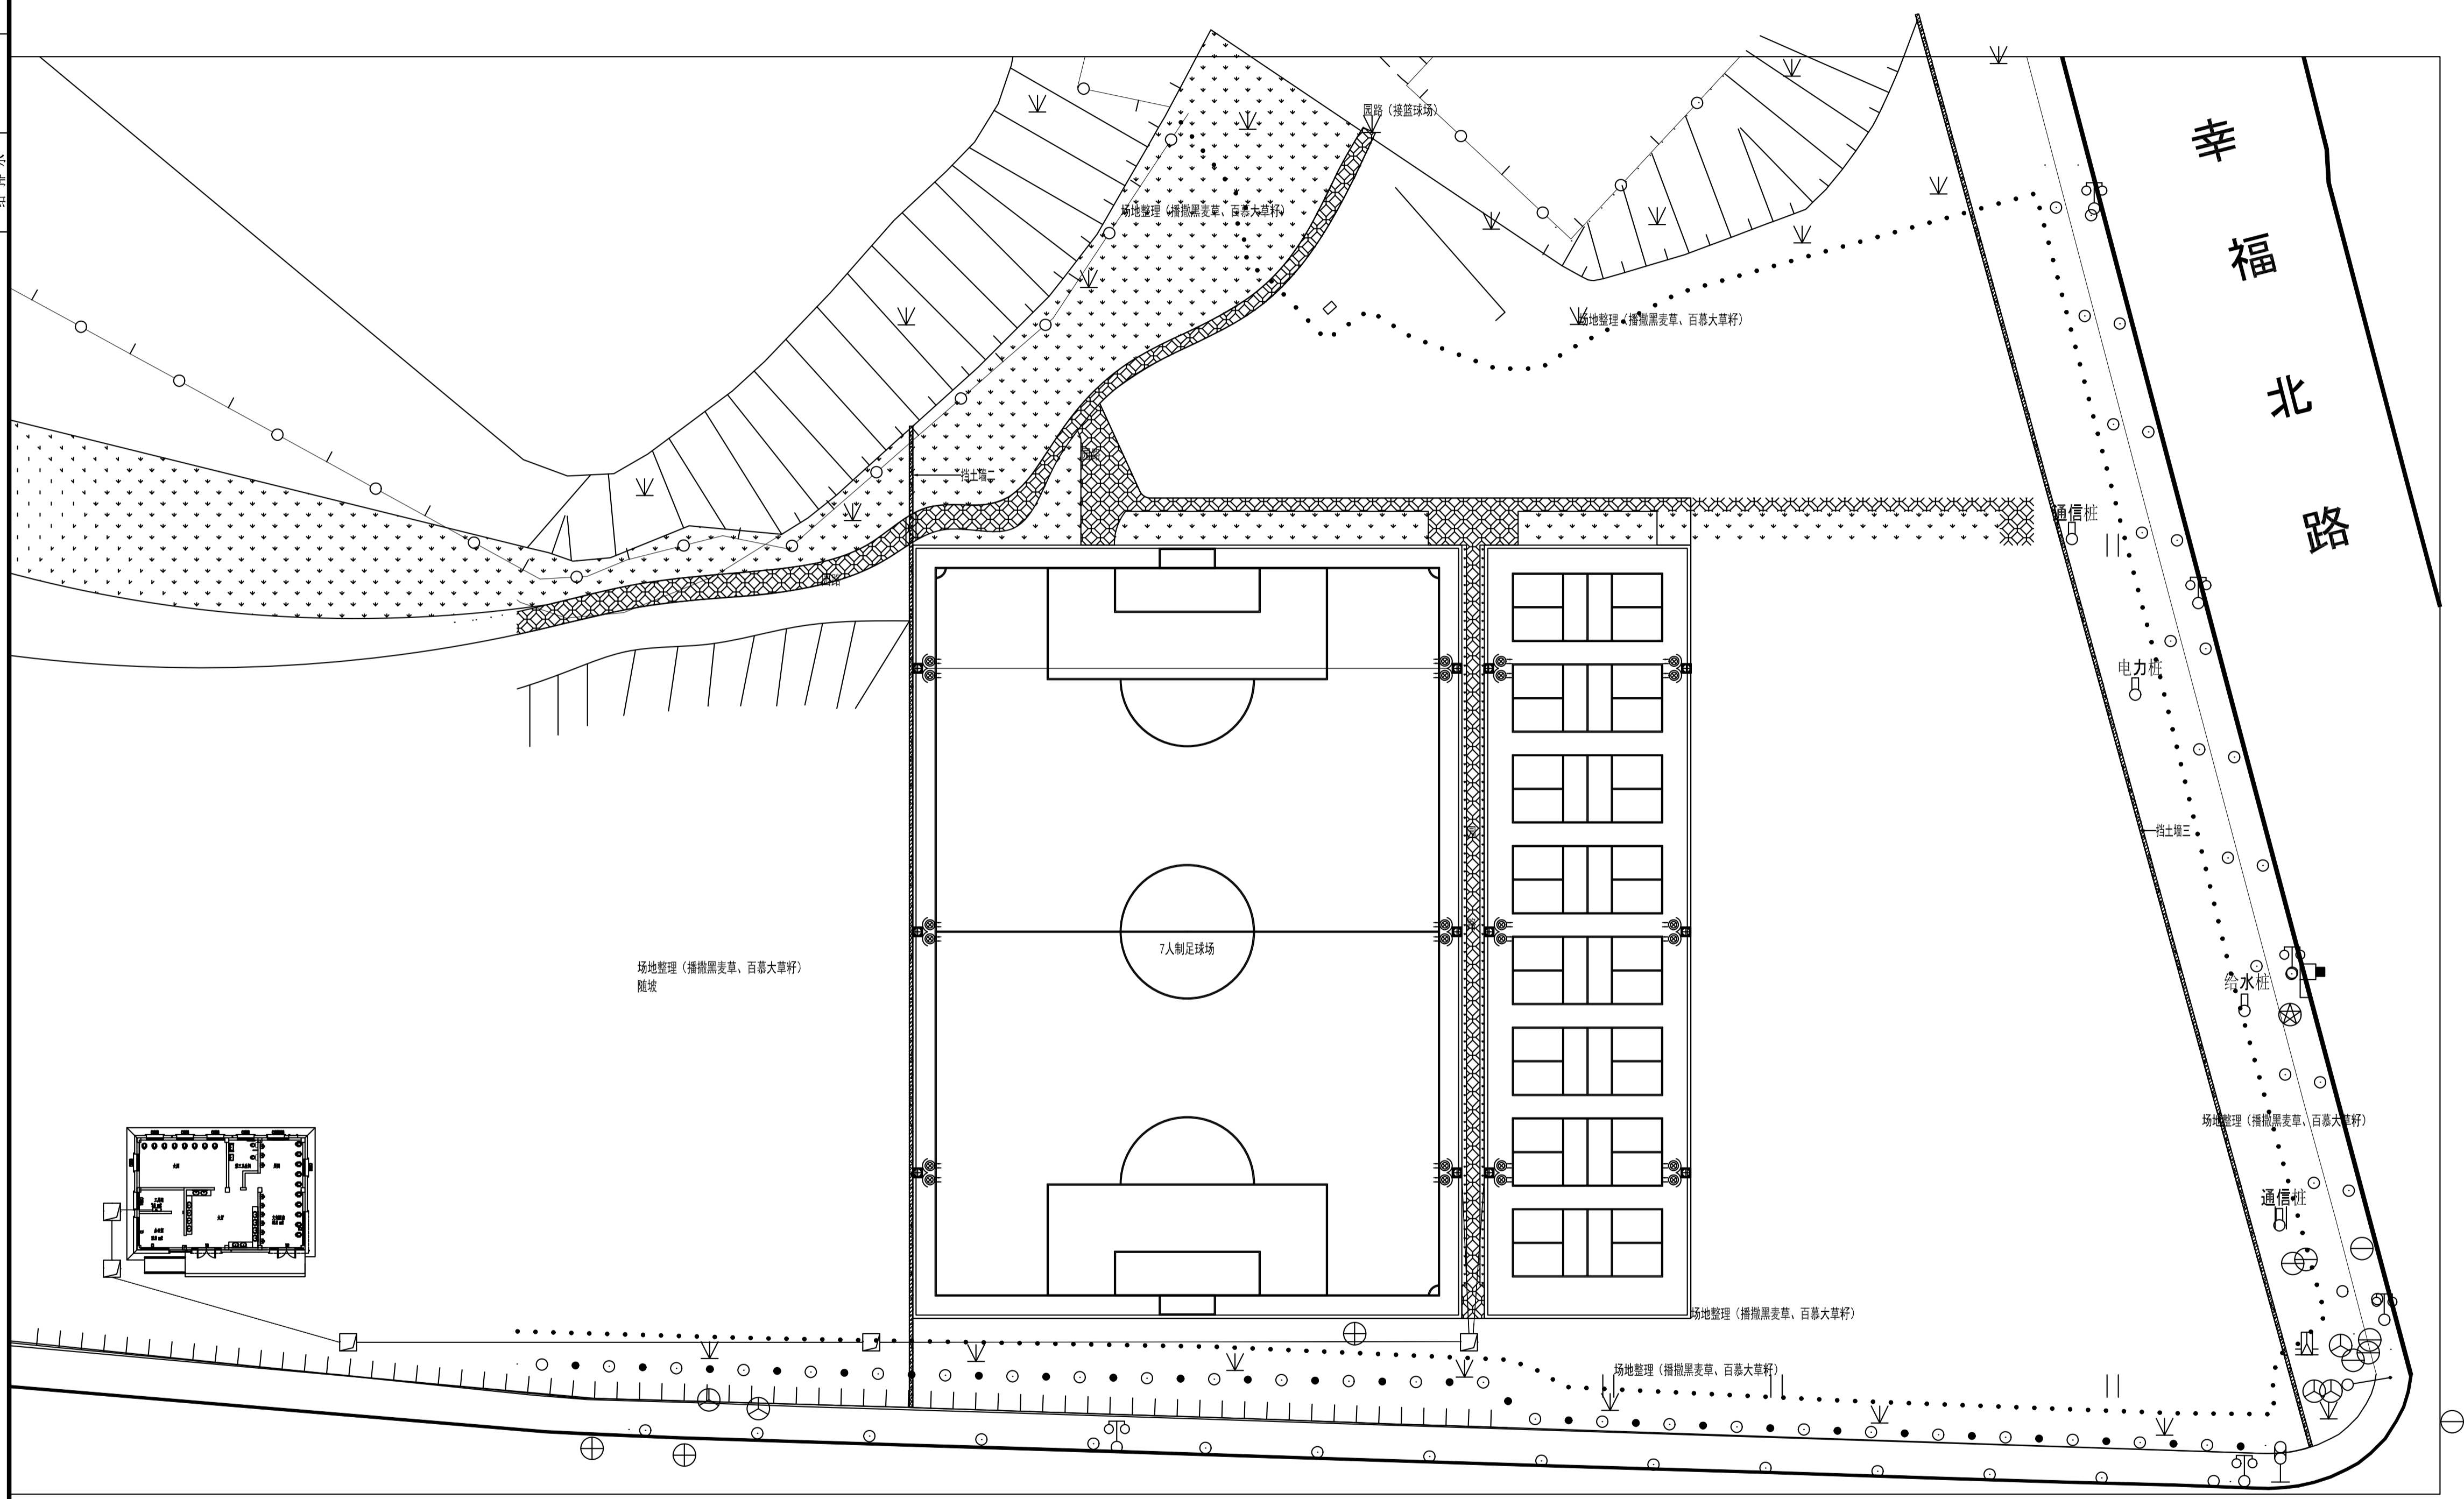 园路（接篮球场）
场地整理（播撒黑麦草、百慕大草籽）
场地整理（播撒黑麦草、百慕大草籽）
幸
福
北
路
挡土墙二
园路
通信桩
园路
电力桩
挡土墙三
7人制足球场
场地整理（播撒黑麦草、百慕大草籽）
随坡
给水桩
场地整理（播撒黑麦草、百慕大草籽）
通信桩
场地整理（播撒黑麦草、百慕大草籽）
场地整理（播撒黑麦草、百慕大草籽）